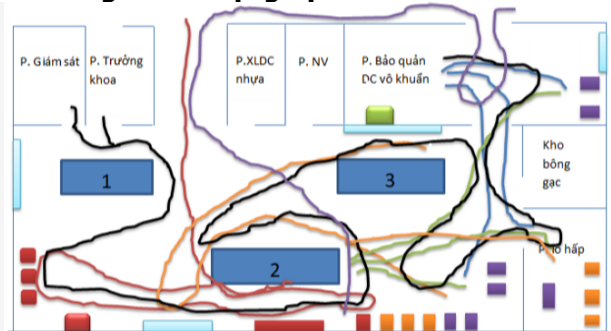 P. Giám sát
P. Trưởng
khoa
P.XLDC
nhựa
P. NV
P. Bảo quản
DC vô khuẩn
Kho
bông
gạc
1
3
2
hấp